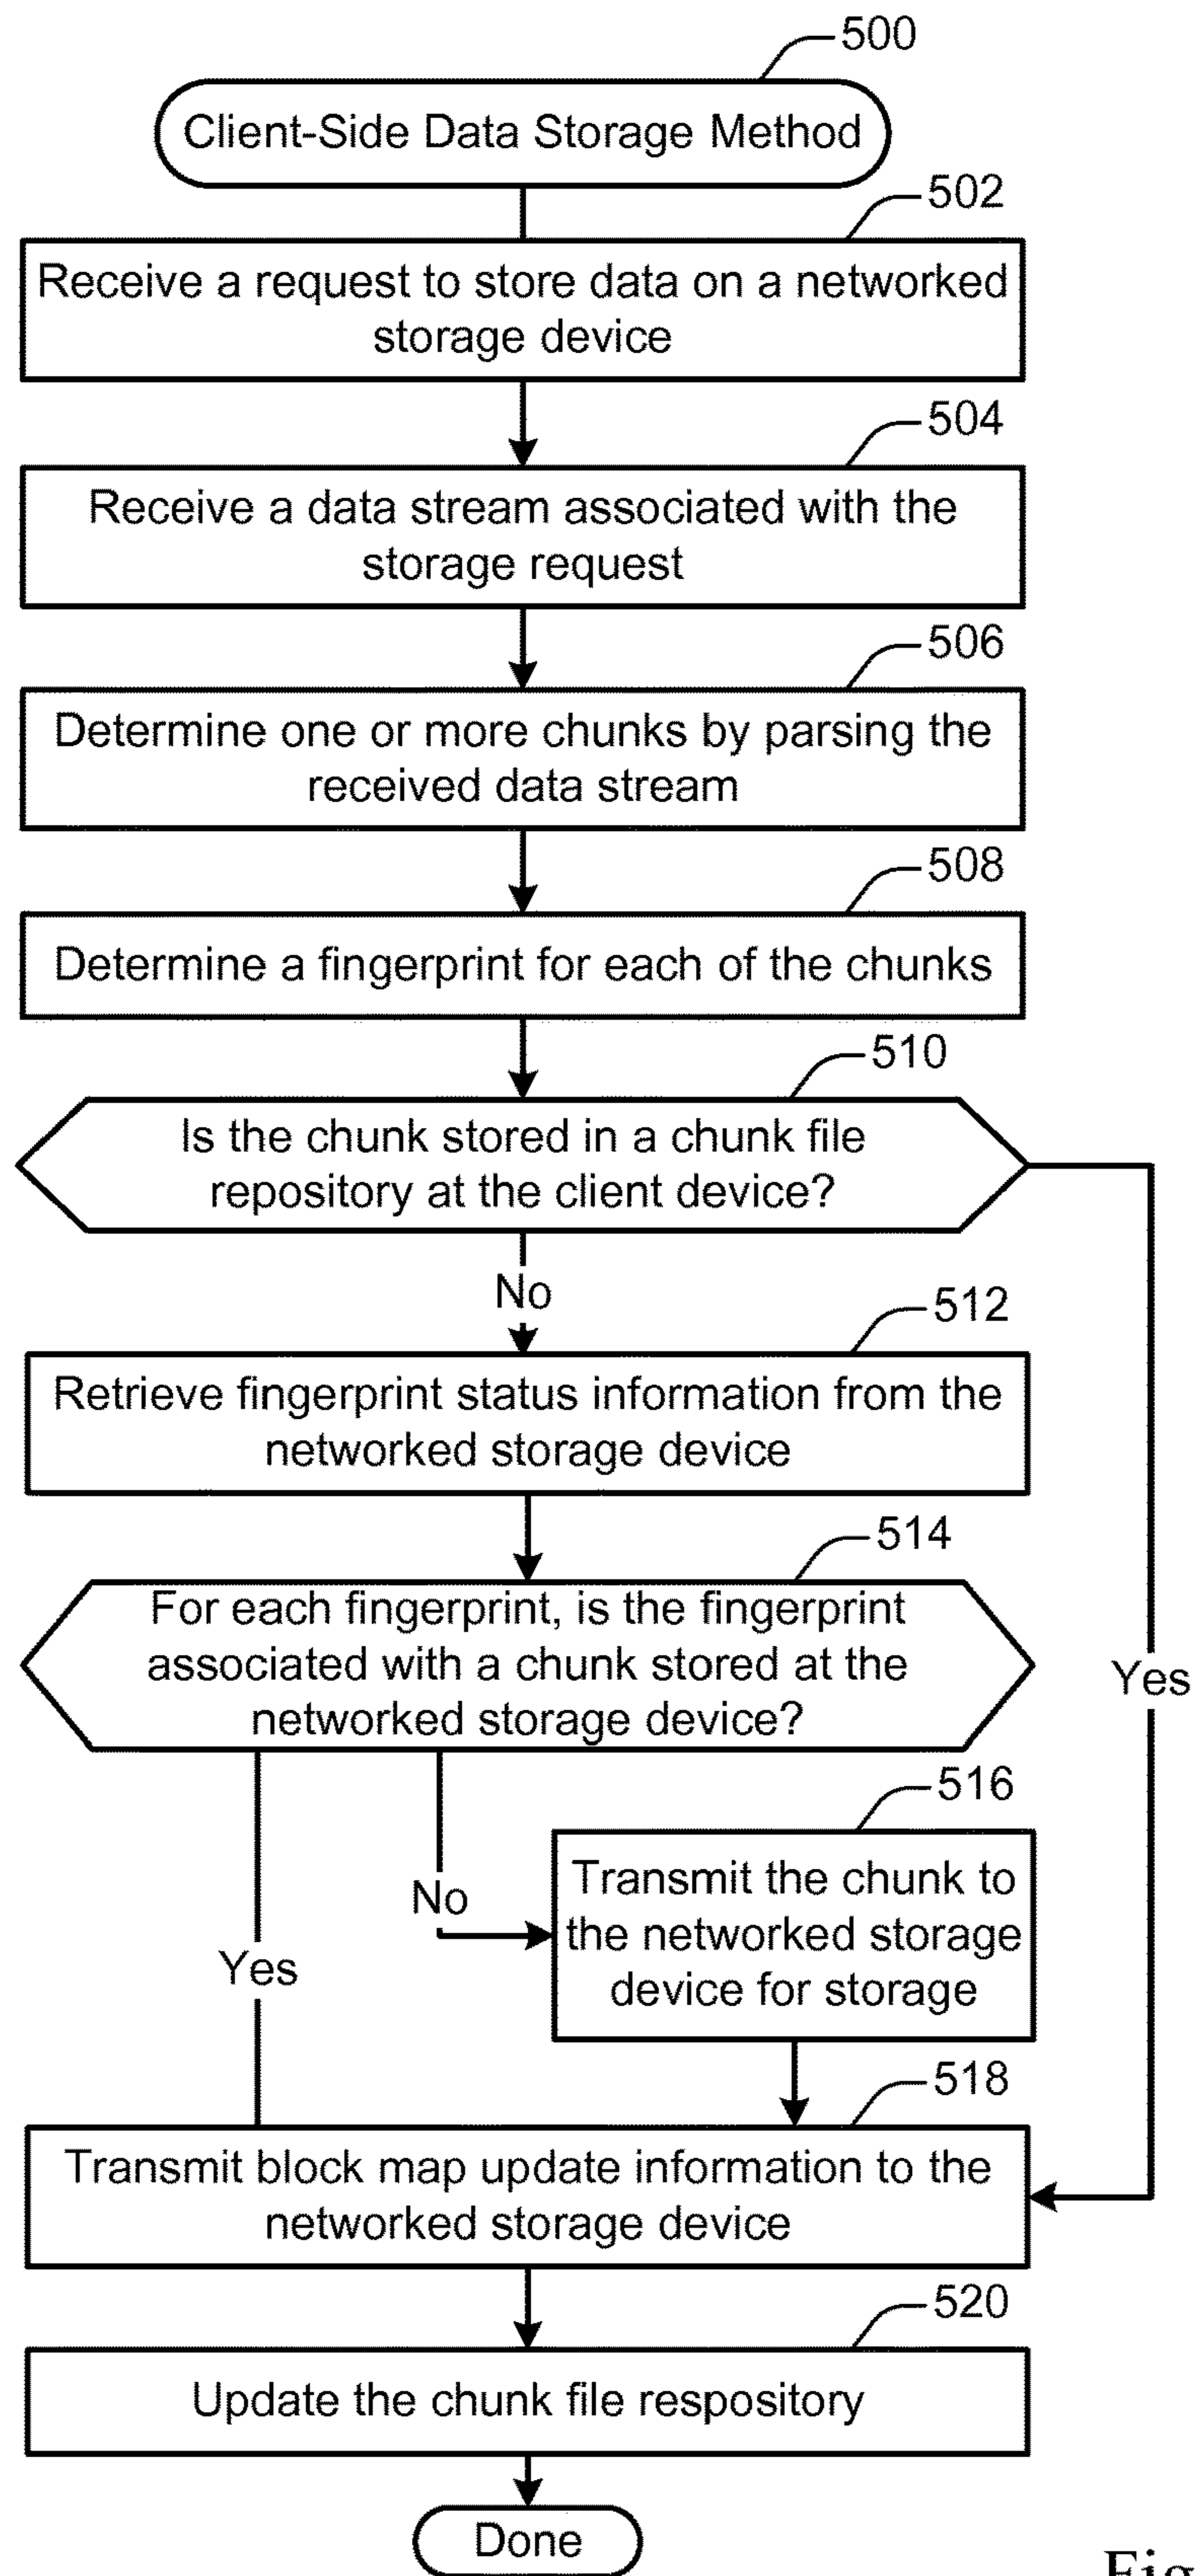 500
Client-Side Data Storage Method
502
Receive a request to store data on a networked
storage device
504
Receive a data stream associated with the
storage request
506
Determine one or more chunks by parsing the
received data stream
508
Determine a fingerprint for each of the chunks
510
Is the chunk stored in a chunk file
repository at the client device?
No
512
Retrieve fingerprint status information from the
networked storage device
514
For each fingerprint, is the fingerprint
associated with a chunk stored at the
networked storage device?
Yes
516
Transmit the chunk to
the networked storage
device for storage
No
Yes
518
Transmit block map update information to the
networked storage device
520
Update the chunk file respository
Done
Fig